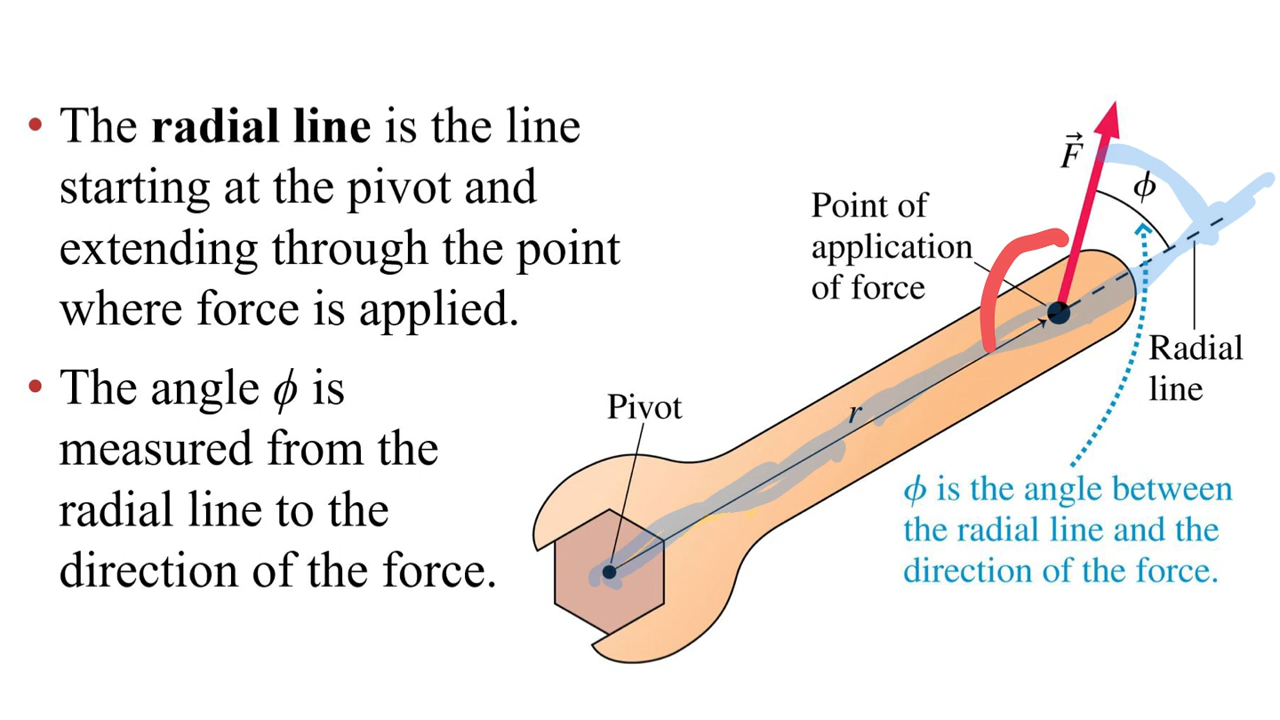 • The radial line is the line
starting at the pivot and
extending through the point
where force is applied.
• The angle ϕ is
measured from the
radial line to the
direction of the force.
F⃗
ϕ
Point of
application
of force
Radial
line
r
Pivot
ϕ is the angle between
the radial line and the
direction of the force.